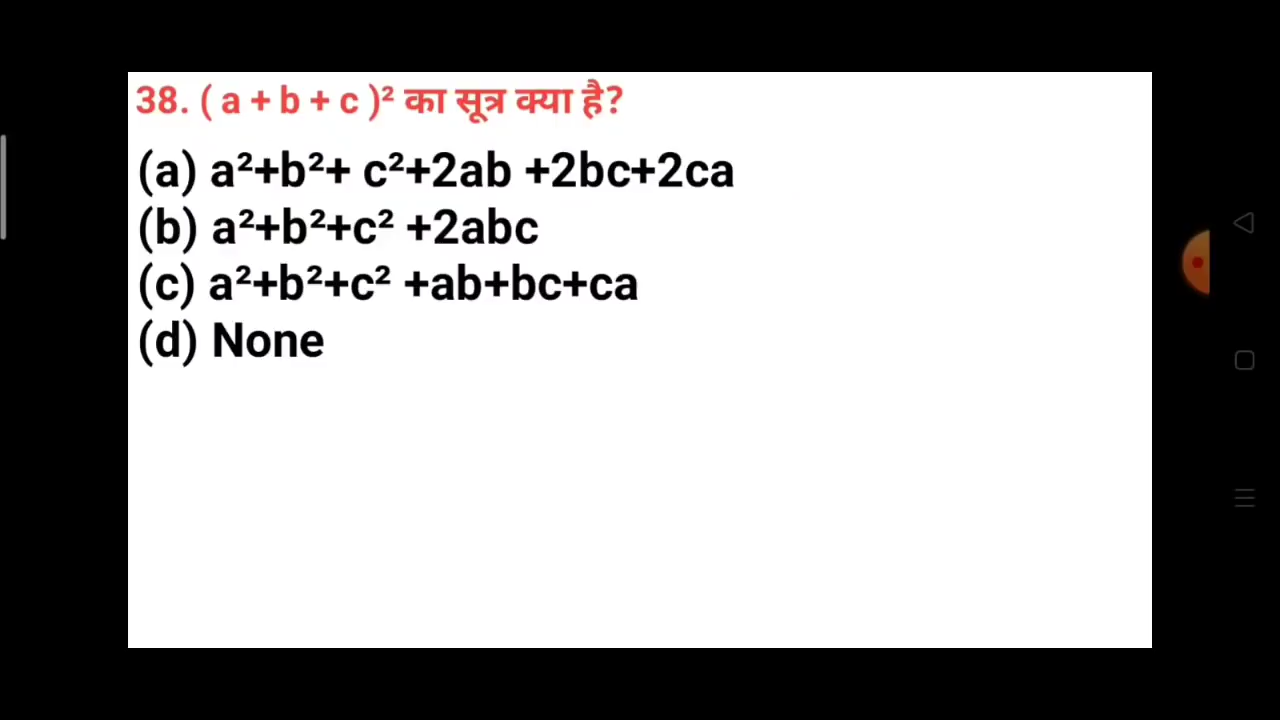 38. ( a + b + c )² का सूत्र क्या है?
(a) a²+b²+ c²+2ab +2bc+2ca
(b) a²+b²+c² +2abc
(c) a²+b²+c² +ab+bc+ca
(d) None